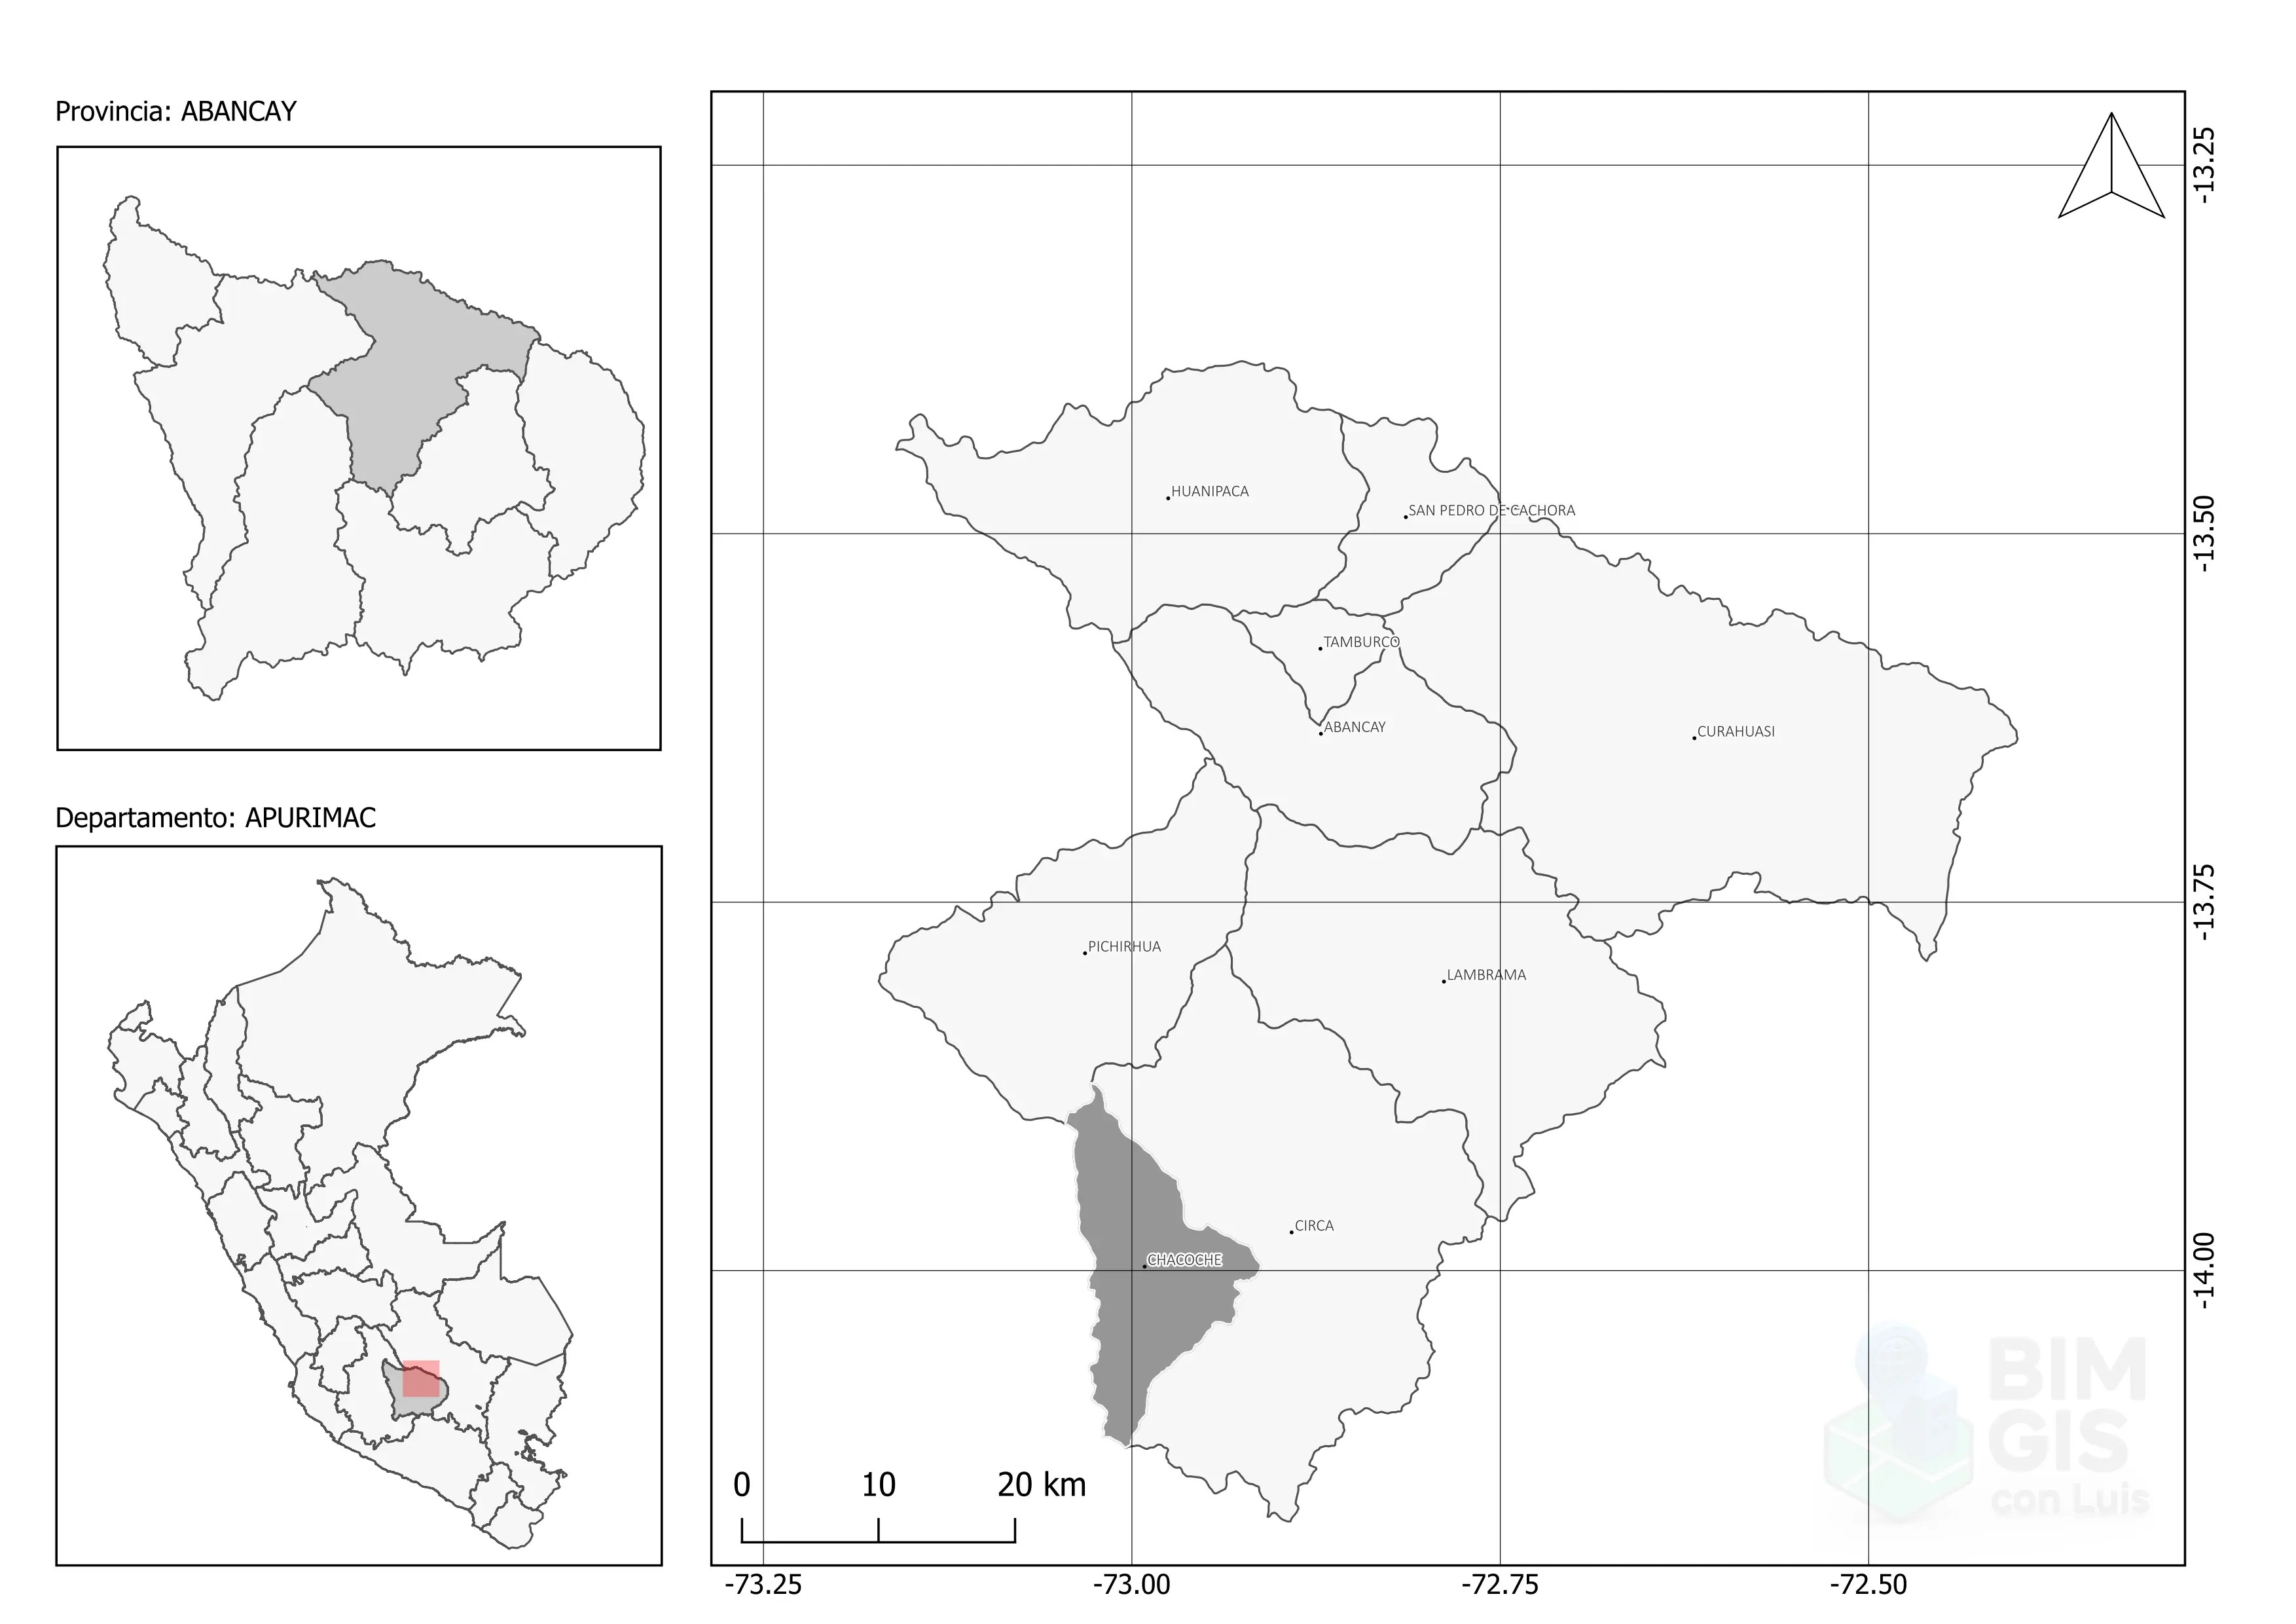 Provincia: ABANCAY
Departamento: APURIMAC
HUANIPACA
SAN PEDRO DE CACHORA
TAMBURCO
ABANCAY
CURAHUASI
PICHIRHUA
LAMBRAMA
CIRCA
CHACOCHE
-13.25
-13.50
-13.75
-14.00
0 10 20 km
BIM
GIS
con Luis
-73.25 -73.00 -72.75 -72.50